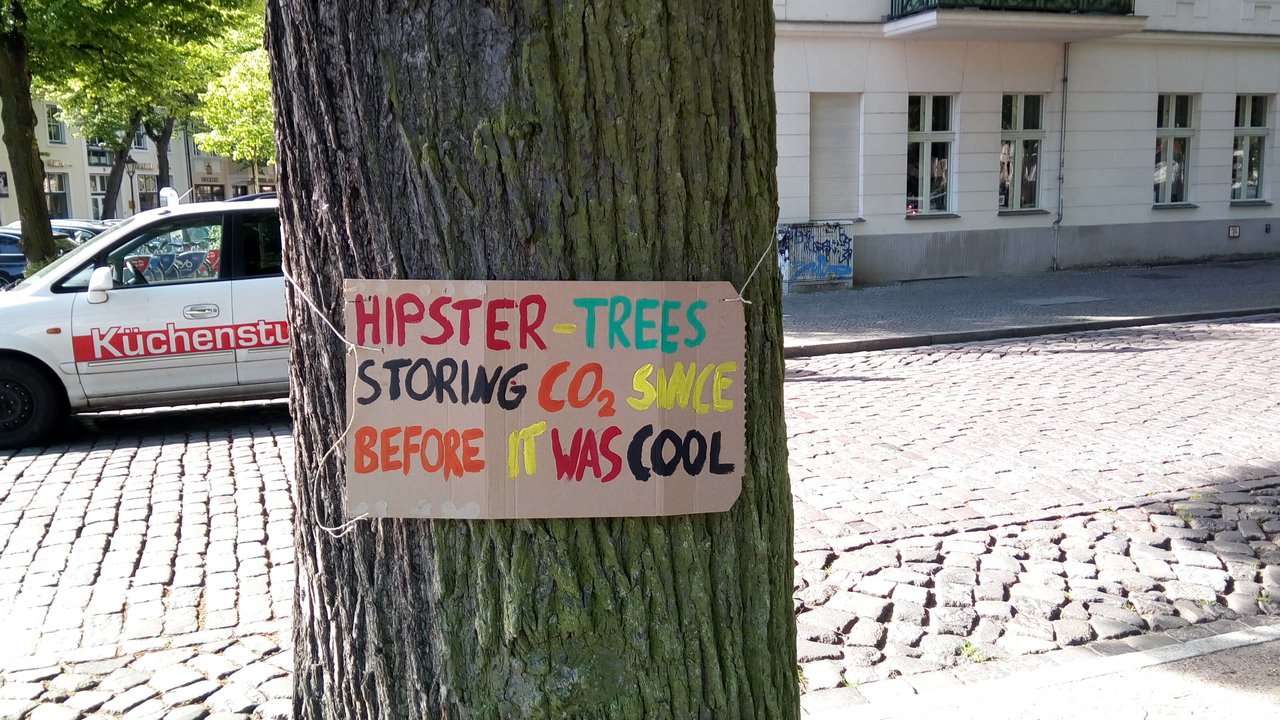 HIPSTER-TREES
STORING CO₂ SINCE
BEFORE IT WAS COOL
Küchenstu